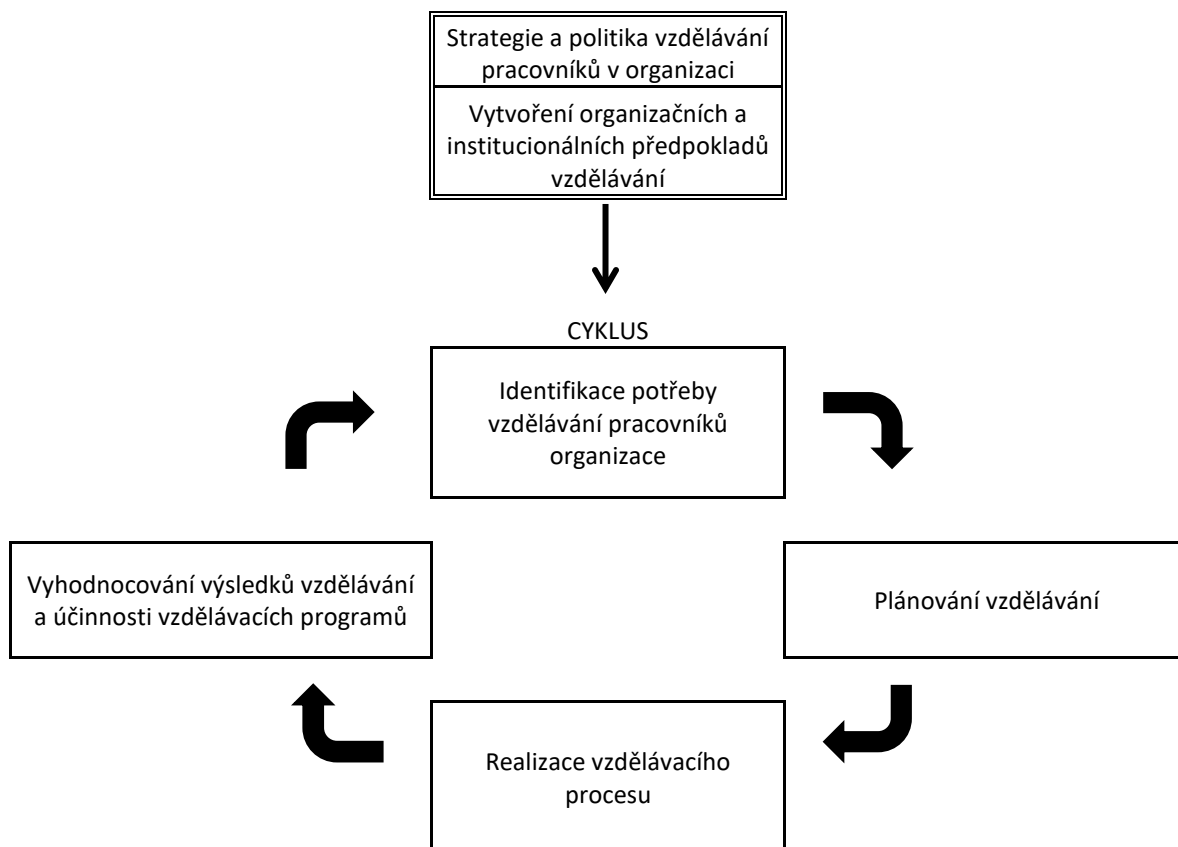 Strategie a politika vzdělávání
pracovníků v organizaci
Vytvoření organizačních a
institucionálních předpokladů
vzdělávání
CYKLUS
Identifikace potřeby
vzdělávání pracovníků
organizace
Vyhodnocování výsledků vzdělávání
a účinnosti vzdělávacích programů
Plánování vzdělávání
Realizace vzdělávacího
procesu